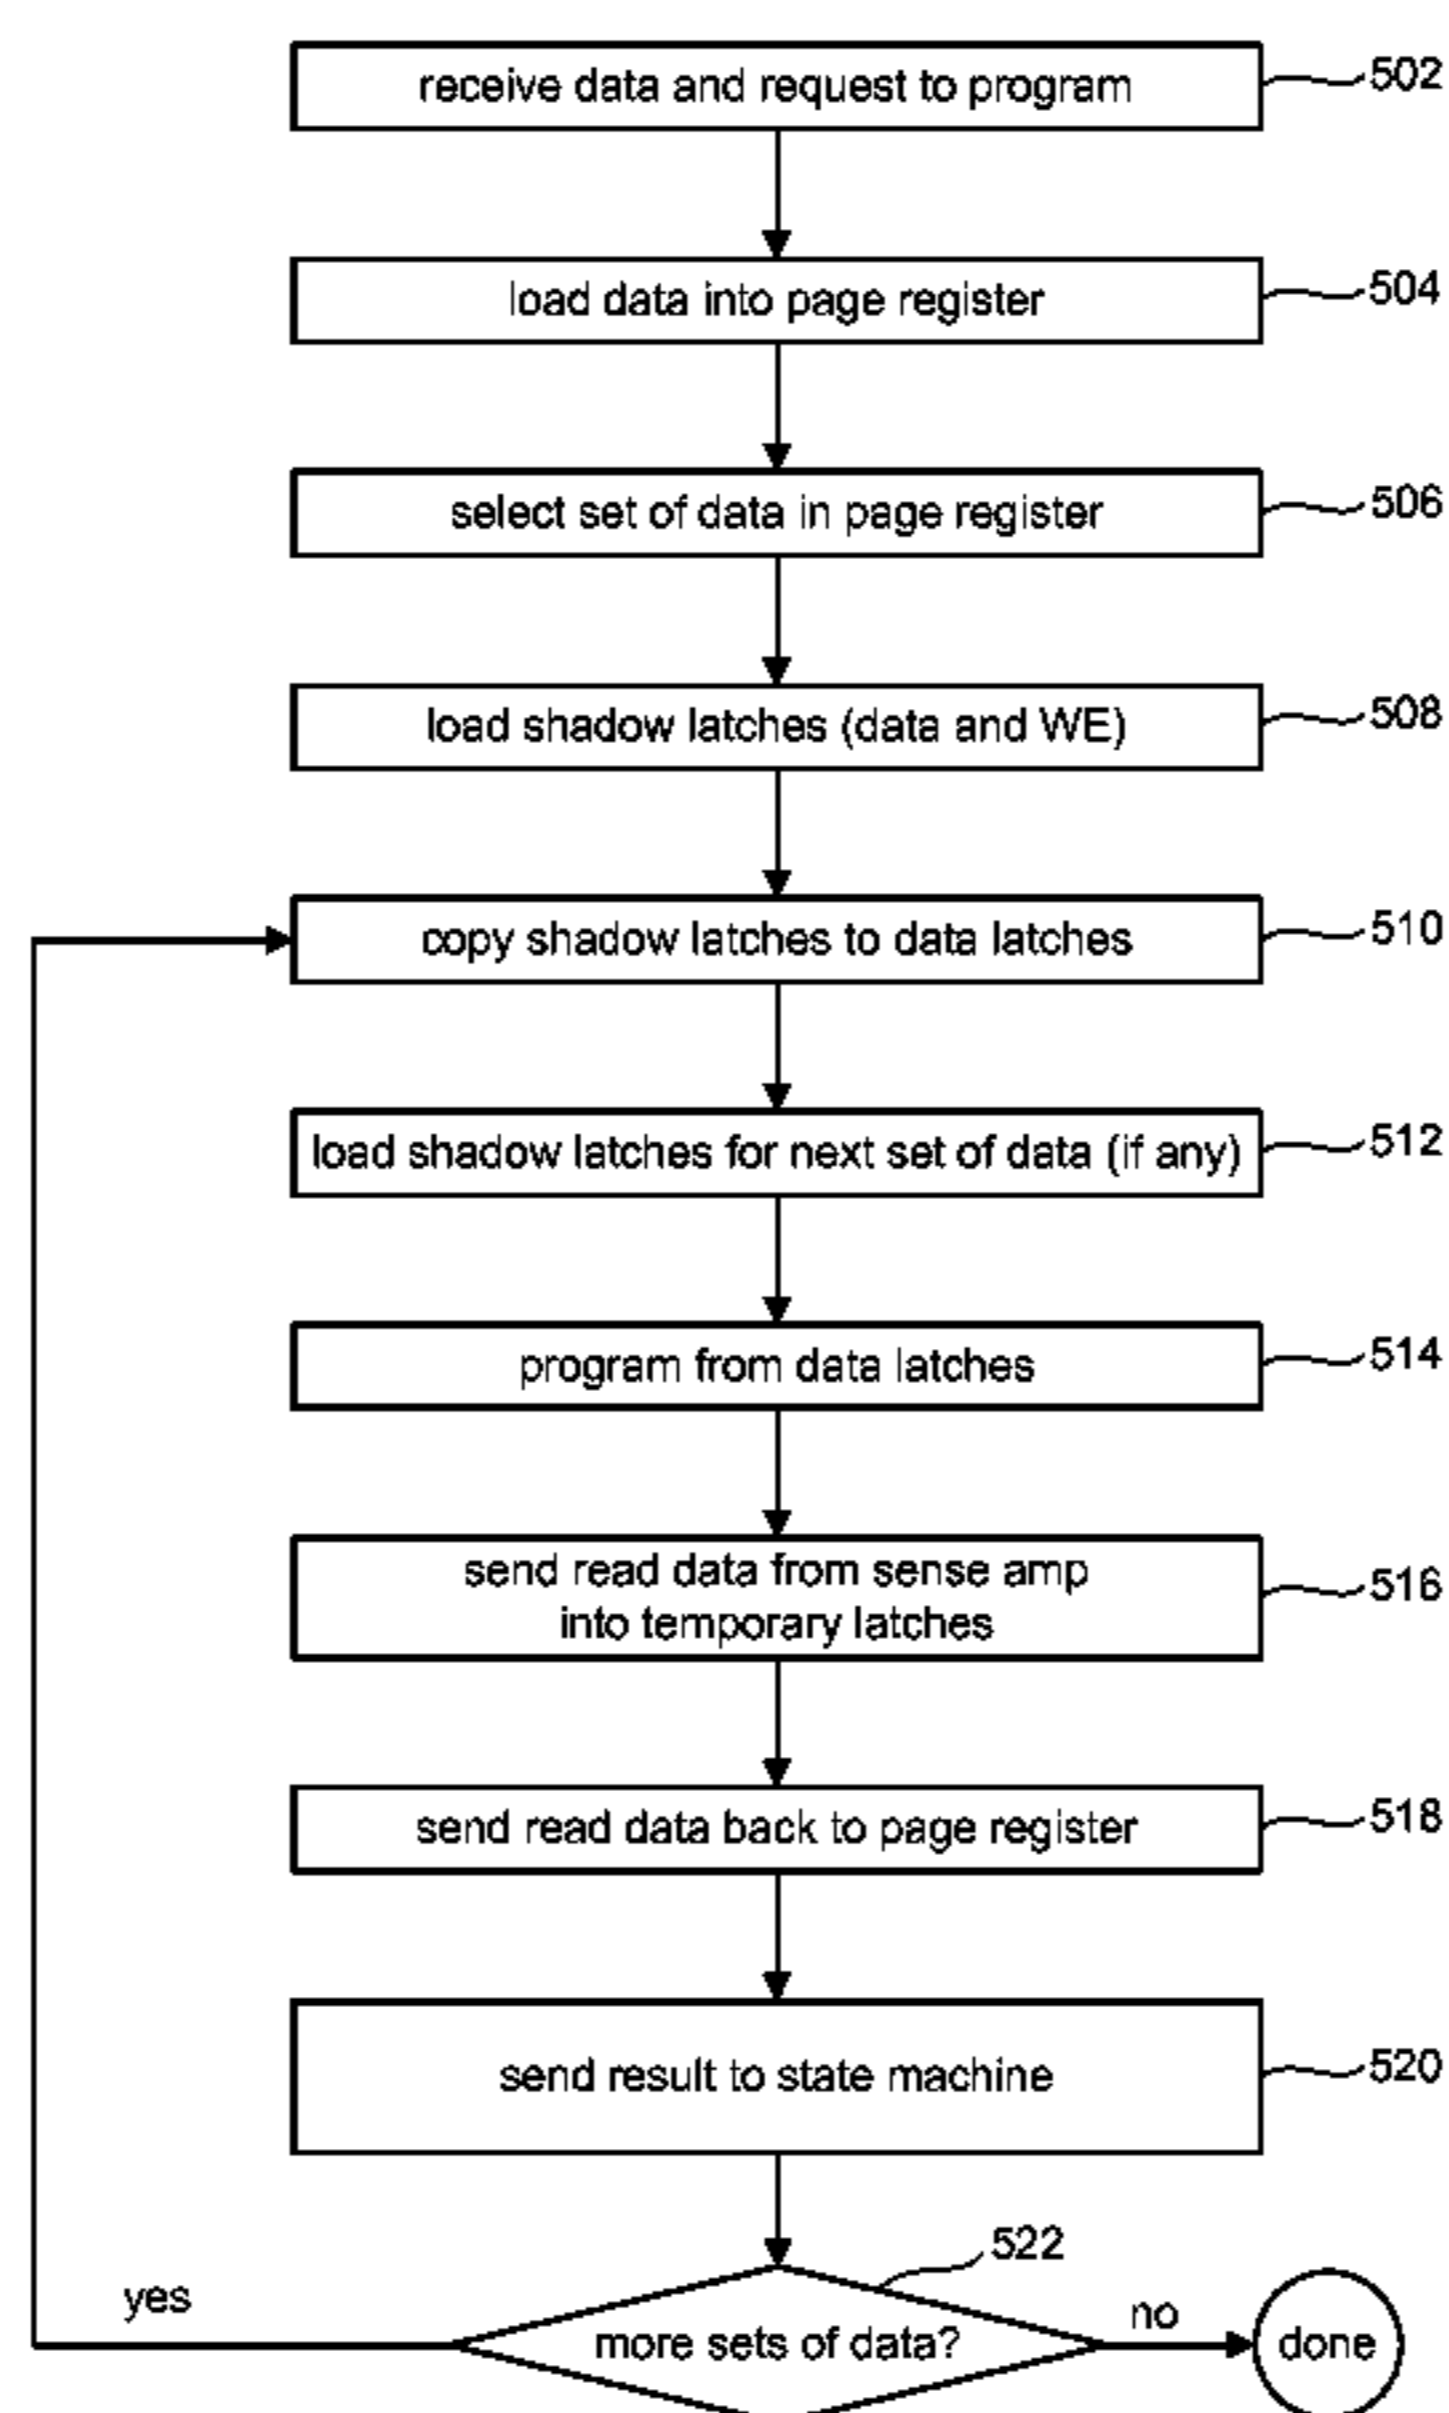 receive data and request to program 502
load data into page register 504
select set of data in page register 506
load shadow latches (data and WE) 508
copy shadow latches to data latches 510
load shadow latches for next set of data (if any) 512
program from data latches 514
send read data from sense amp
into temporary latches 516
send read data back to page register 518
send result to state machine 520
522
yes
more sets of data?
no
done